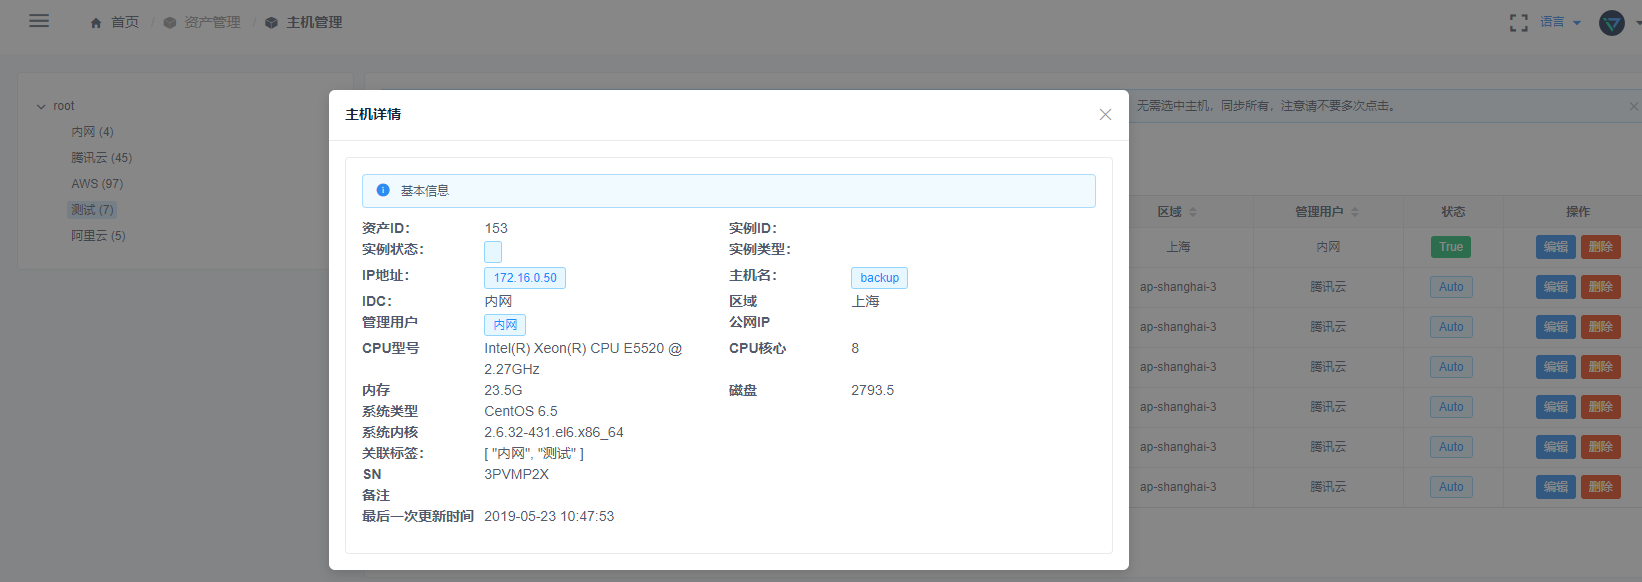 首页 / 资产管理 / 主机管理
语言
root
内网 (4)
腾讯云 (45)
AWS (97)
测试 (7)
阿里云 (5)
无需选中主机，同步所有，注意请不要多次点击。
区域 管理用户 状态 操作
上海 内网 True 编辑 删除
ap-shanghai-3 腾讯云 Auto 编辑 删除
ap-shanghai-3 腾讯云 Auto 编辑 删除
ap-shanghai-3 腾讯云 Auto 编辑 删除
ap-shanghai-3 腾讯云 Auto 编辑 删除
ap-shanghai-3 腾讯云 Auto 编辑 删除
ap-shanghai-3 腾讯云 Auto 编辑 删除
主机详情
基本信息
资产ID： 153 实例ID：
实例状态： 实例类型：
IP地址： 172.16.0.50 主机名： backup
IDC： 内网 区域 上海
管理用户 内网 公网IP
CPU型号 Intel(R) Xeon(R) CPU E5520 @ CPU核心 8
2.27GHz
内存 23.5G 磁盘 2793.5
系统类型 CentOS 6.5
系统内核 2.6.32-431.el6.x86_64
关联标签： [ "内网", "测试" ]
SN 3PVMP2X
备注
最后一次更新时间 2019-05-23 10:47:53